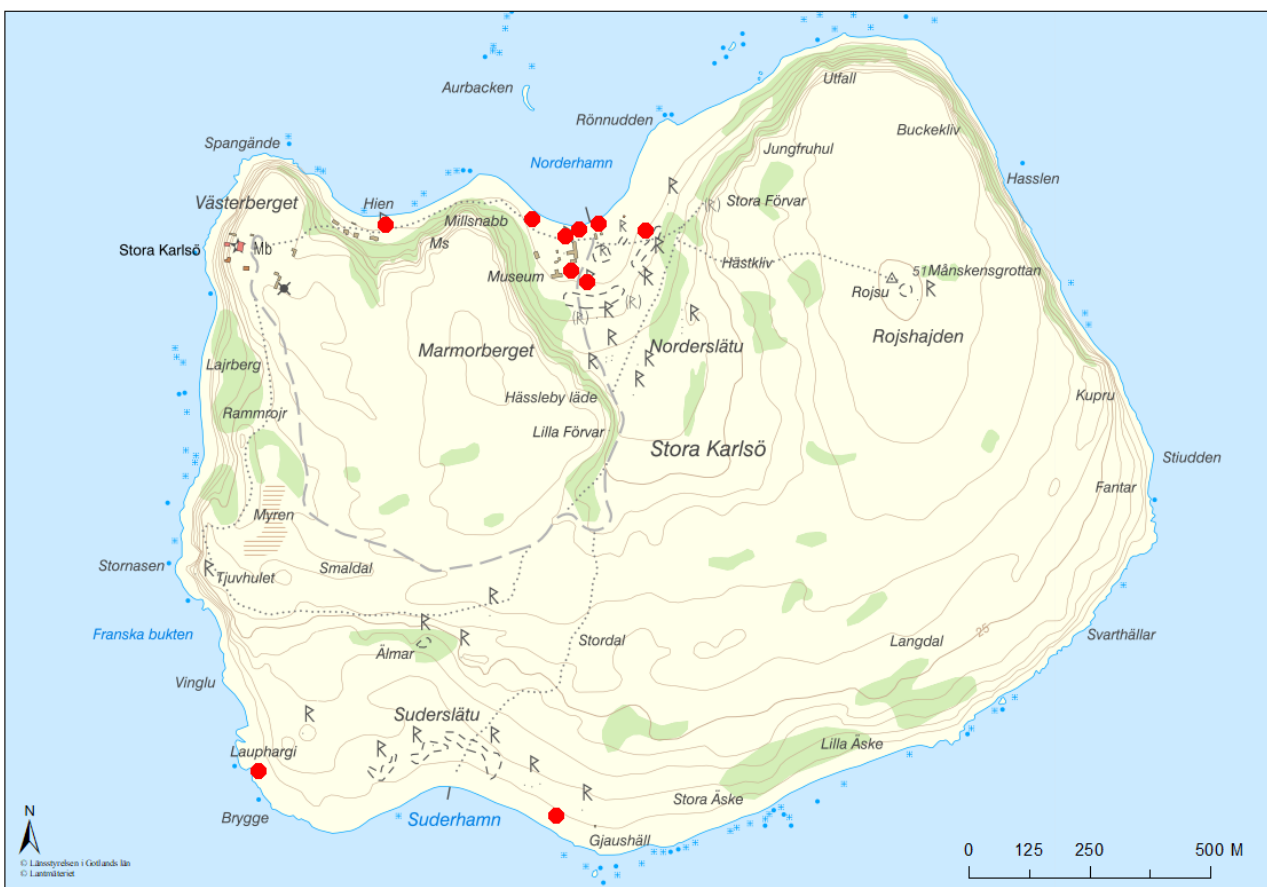 Utfall
Aurbacken
Rönnudden
Buckekliv
Spangände
Jungfruhul
Norderhamn
Hasslen
Västerberget
Hien
Stora Förvar
Millsnabb
Ms
Stora Karlsö
Mb
Museum
Hästkliv
51
Månskensgrottan
Rojsu
(R)
(R)
(R)
Rojshajden
Marmorberget
Norderslätu
Lajrberg
Hässleby läde
Kupru
Rammrojr
Lilla Förvar
Stora Karlsö
Stiudden
Fantar
Myren
Stornasen
Smaldal
Tjuvhulet
25
Franska bukten
Stordal
Langdal
Svarthällar
Älmar
Vinglu
Suderslätu
Lauphargi
Lilla Äske
Stora Äske
Brygge
Suderhamn
Gjaushäll
N
© Länsstyrelsen i Gotlands län
© Lantmäteriet
0 125 250 500 M